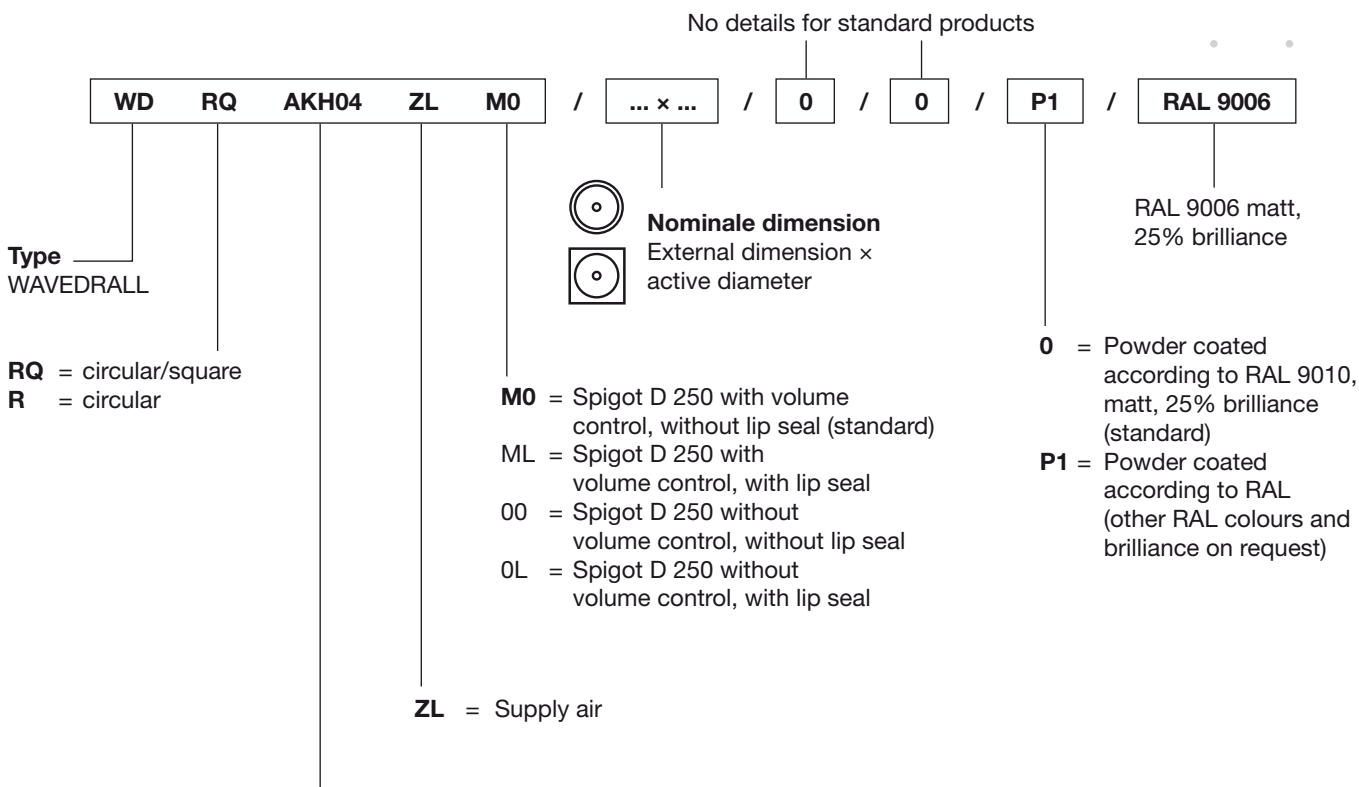 No details for standard products
WD RQ AKH04 ZL M0 / ... × ... / 0 / 0 / P1 / RAL 9006
Type
WAVEDRALL
RQ = circular/square
R = circular
Nominale dimension
External dimension ×
active diameter
RAL 9006 matt,
25% brilliance
M0 = Spigot D 250 with volume
control, without lip seal (standard)
ML = Spigot D 250 with
volume control, with lip seal
00 = Spigot D 250 without
volume control, without lip seal
0L = Spigot D 250 without
volume control, with lip seal
0 = Powder coated
according to RAL 9010,
matt, 25% brilliance
(standard)
P1 = Powder coated
according to RAL
(other RAL colours and
brilliance on request)
ZL = Supply air